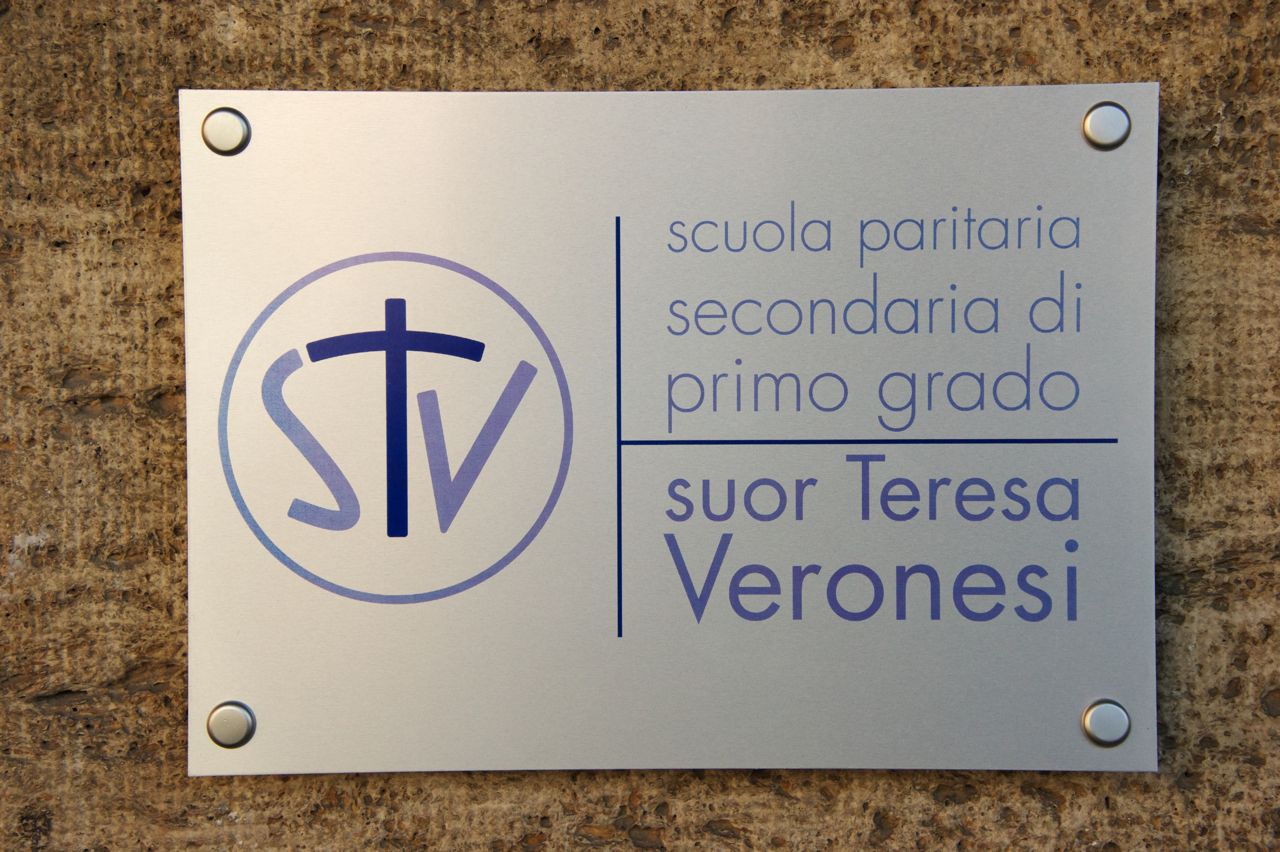 STV
scuola paritaria
secondaria di
primo grado
suor Teresa
Veronesi